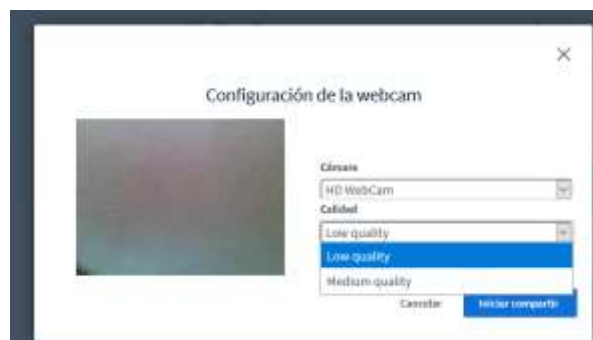 Configuración de la webcam
Cámara
HD WebCam
Calidad
Low quality
Low quality
Medium quality
Cancelar
Iniciar compartir